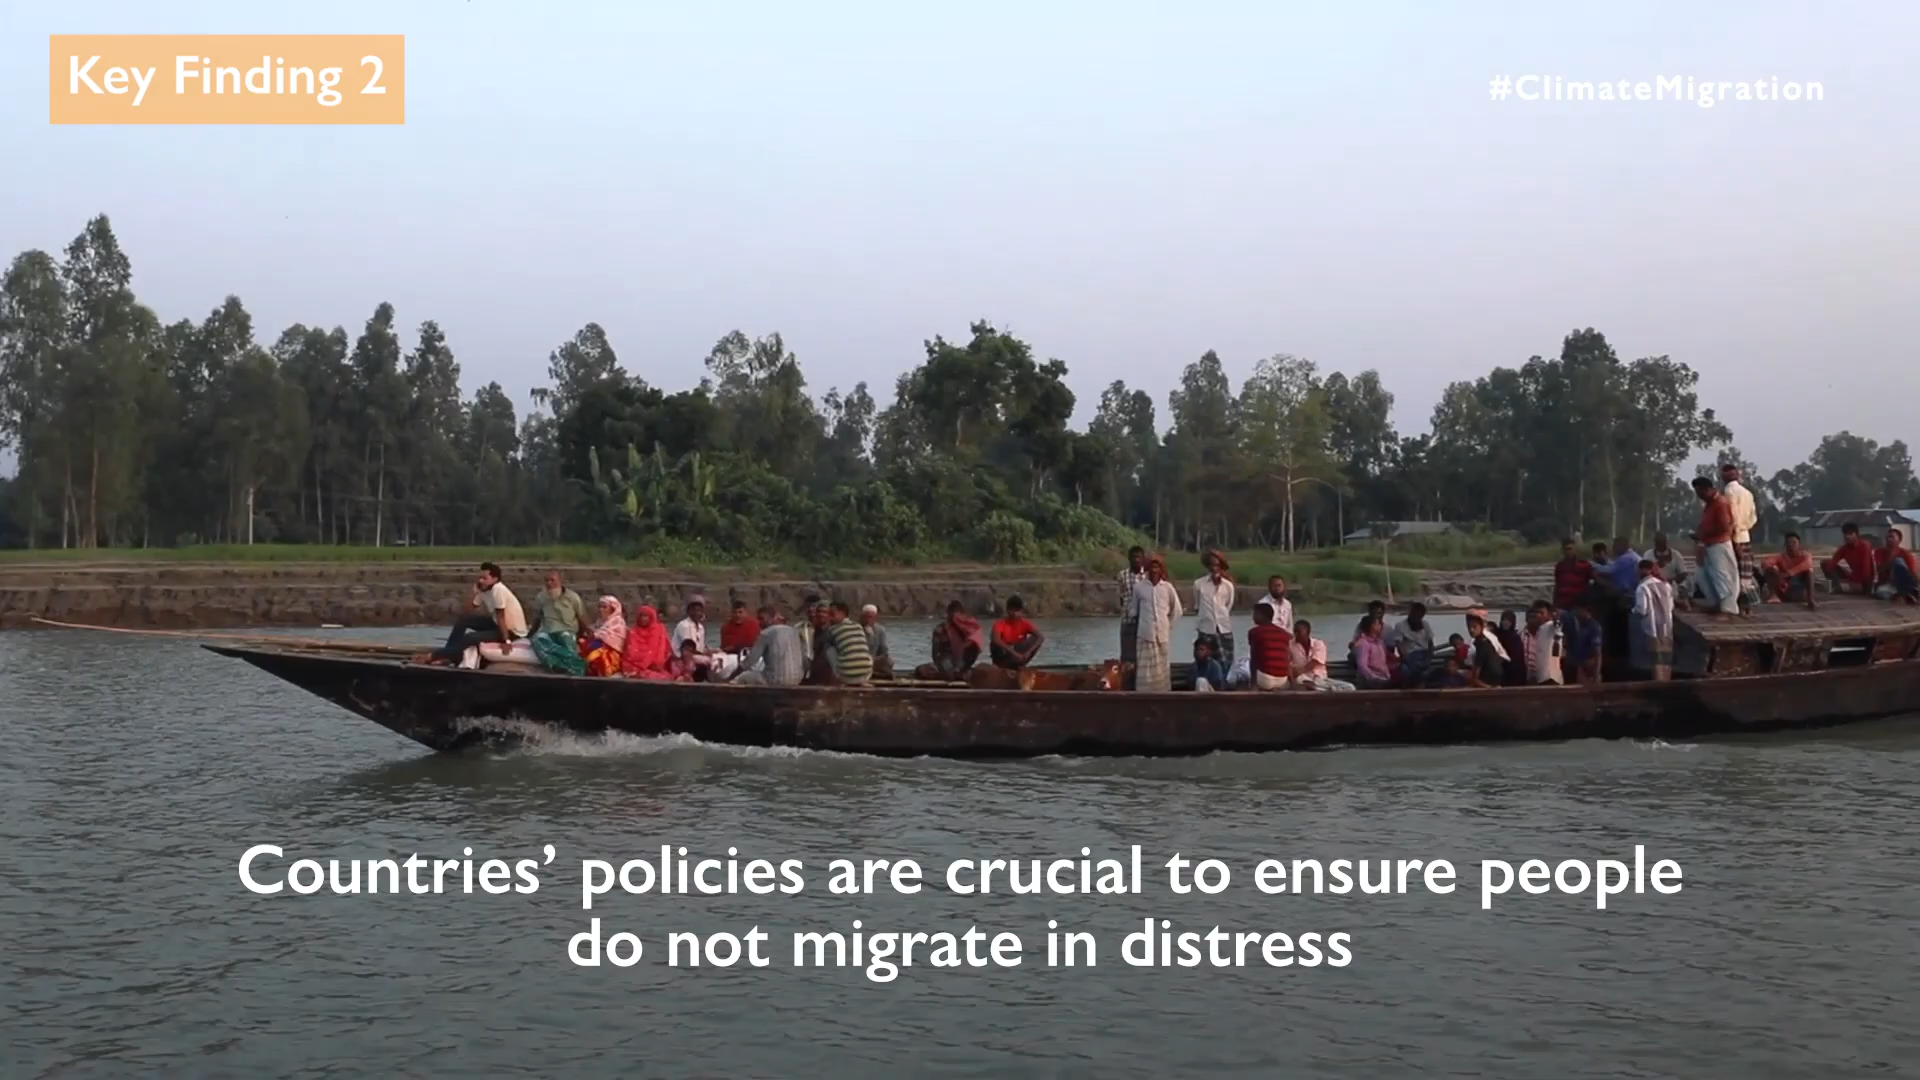 Key Finding 2
#ClimateMigration
Countries’ policies are crucial to ensure people
do not migrate in distress